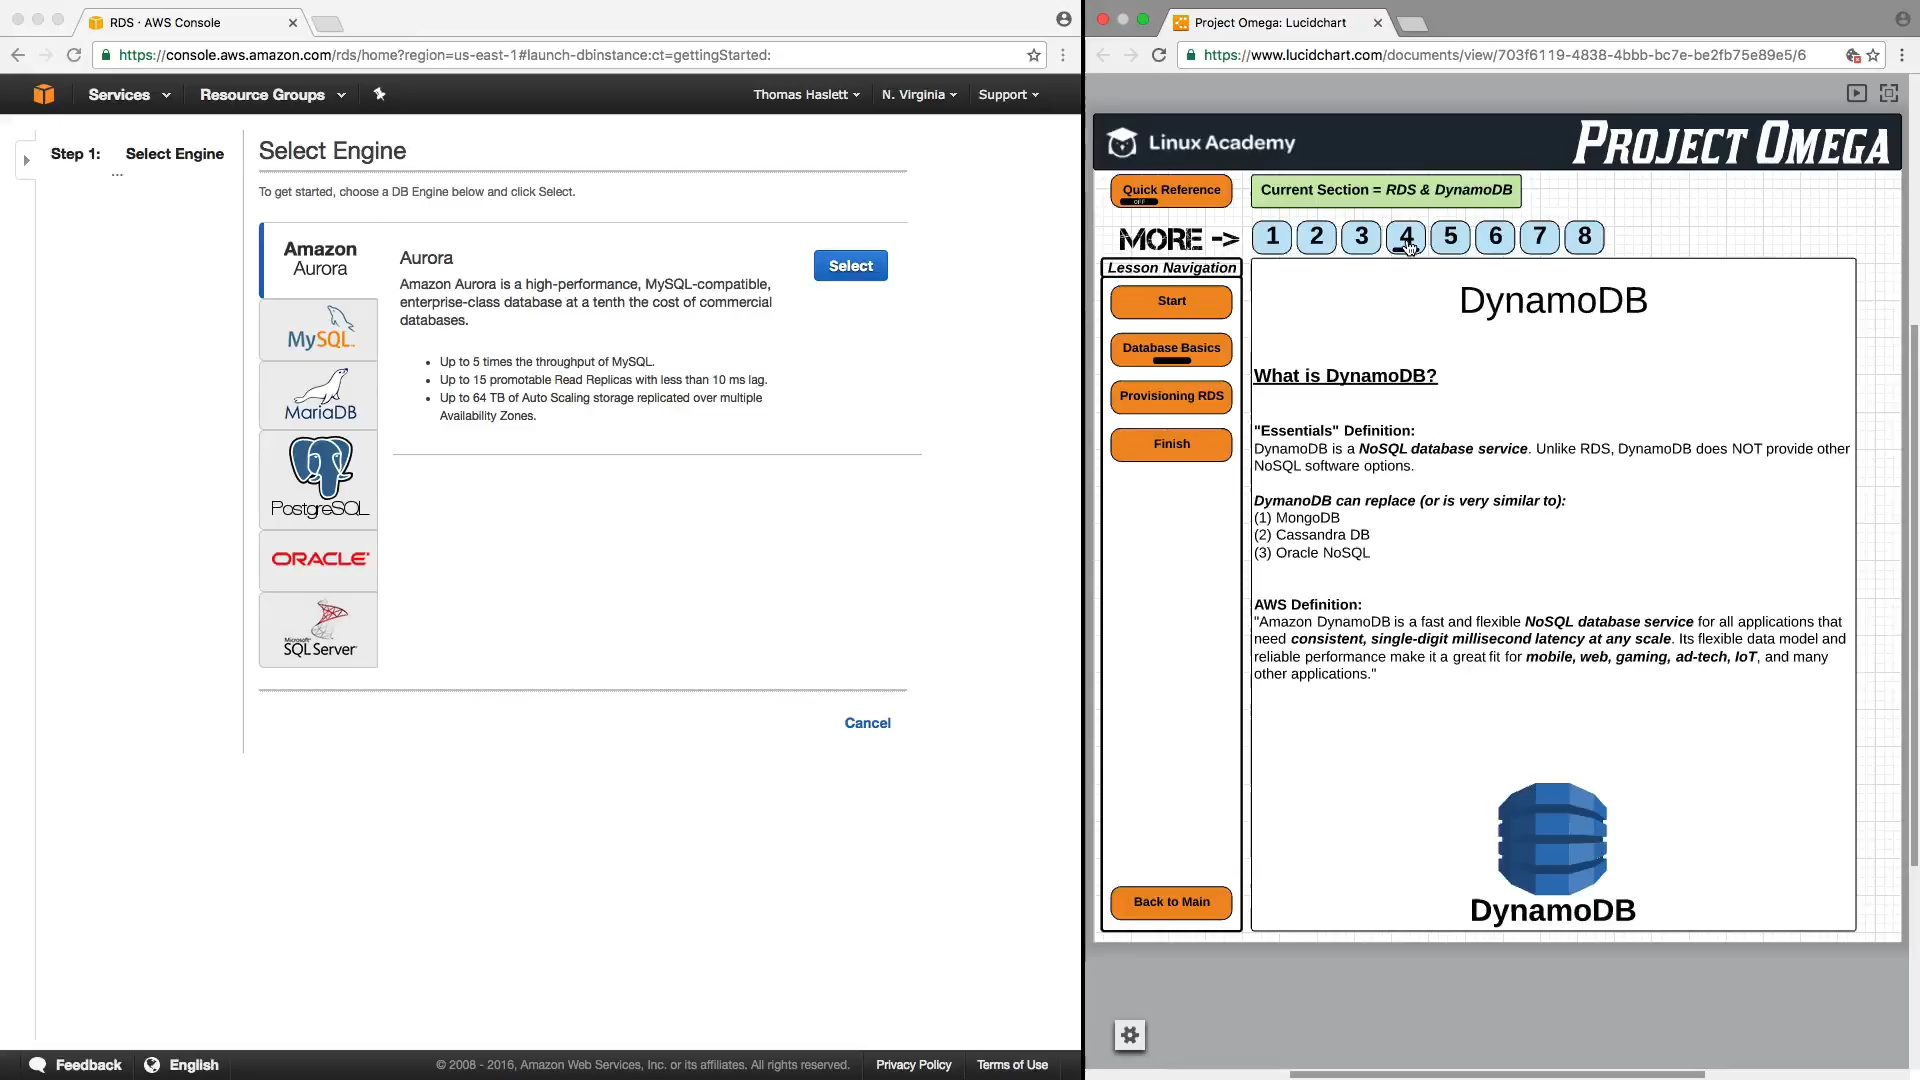 RDS · AWS Console
https://console.aws.amazon.com/rds/home?region=us-east-1#launch-dbinstance:ct=gettingStarted:
Services
Resource Groups
Thomas Haslett
N. Virginia
Support
Step 1: Select Engine
...
Select Engine
To get started, choose a DB Engine below and click Select.
Amazon
Aurora
MySQL
MariaDB
PostgreSQL
ORACLE
Microsoft
SQL Server
Aurora
Select
Amazon Aurora is a high-performance, MySQL-compatible,
enterprise-class database at a tenth the cost of commercial
databases.
• Up to 5 times the throughput of MySQL.
• Up to 15 promotable Read Replicas with less than 10 ms lag.
• Up to 64 TB of Auto Scaling storage replicated over multiple
Availability Zones.
Cancel
Feedback
English
© 2008 - 2016, Amazon Web Services, Inc. or its affiliates. All rights reserved.
Privacy Policy
Terms of Use
Project Omega: Lucidchart
https://www.lucidchart.com/documents/view/703f6119-4838-4bbb-bc7e-be2fb75e89e5/6
Linux Academy
PROJECT OMEGA
Quick Reference
OFF
Current Section = RDS & DynamoDB
MORE ->
1 2 3 4 5 6 7 8
Lesson Navigation
Start
Database Basics
Provisioning RDS
Finish
Back to Main
DynamoDB
What is DynamoDB?
"Essentials" Definition:
DynamoDB is a NoSQL database service. Unlike RDS, DynamoDB does NOT provide other
NoSQL software options.
DymanoDB can replace (or is very similar to):
(1) MongoDB
(2) Cassandra DB
(3) Oracle NoSQL
AWS Definition:
"Amazon DynamoDB is a fast and flexible NoSQL database service for all applications that
need consistent, single-digit millisecond latency at any scale. Its flexible data model and
reliable performance make it a great fit for mobile, web, gaming, ad-tech, IoT, and many
other applications."
DynamoDB